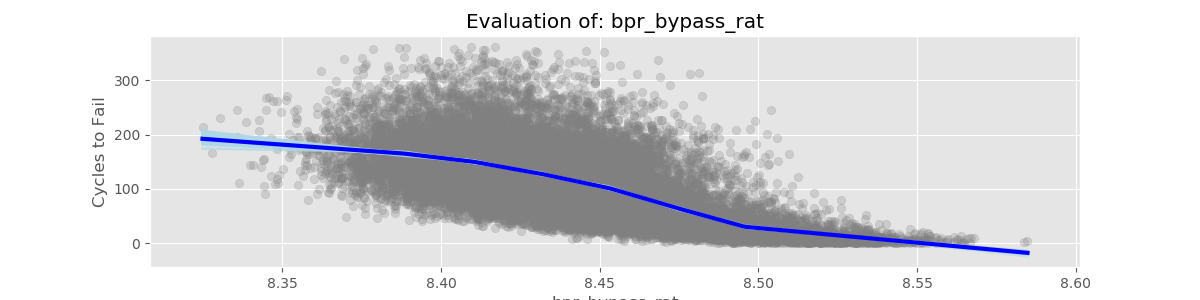 Evaluation of: bpr_bypass_rat
Cycles to Fail
300
200
100
0
8.35 8.40 8.45 8.50 8.55 8.60
bpr_bypass_rat